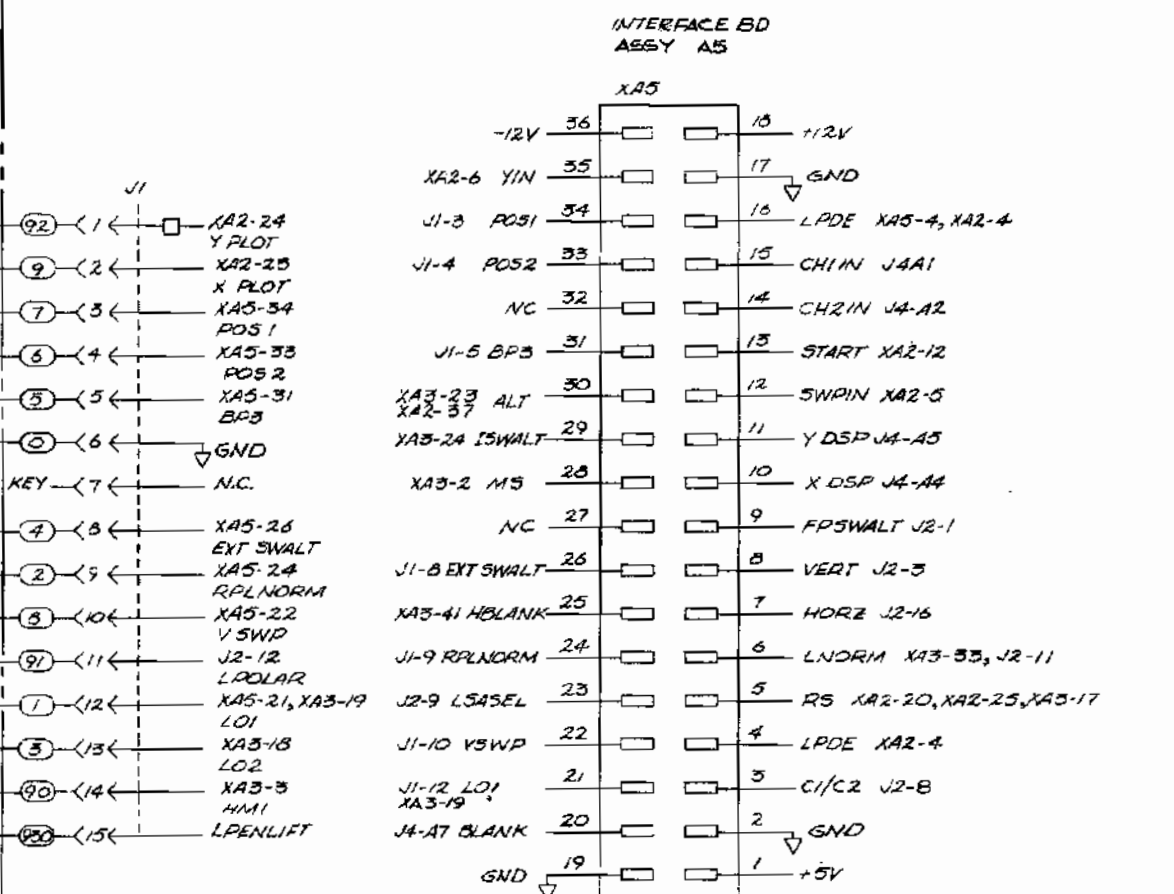 INTERFACE BD
ASSY A5
XA5
-12V 36 18 +12V
XA2-6 YIN 35 17 GND
J1
92 1 XA2-24
Y PLOT
J1-3 POS1 34 16 LPDE XA5-4, XA2-4
9 2 XA2-23
X PLOT
J1-4 POS2 33 15 CH1IN J4A1
7 3 XA5-34
POS 1
NC 32 14 CH2IN J4-A2
6 4 XA5-33
POS 2
J1-5 BP3 31 13 START XA2-12
5 5 XA5-31
BP3
XA3-23
XA2-37 ALT 30 12 SWPIN XA2-5
0 6 GND
XA3-24 ISWALT 29 11 Y DSP J4-A5
KEY 7 N.C.
XA3-2 MS 28 10 X DSP J4-A4
4 8 XA5-26
EXT SWALT
NC 27 9 FPSWALT J2-1
2 9 XA5-24
RPLNORM
J1-8 EXT SWALT 26 8 VERT J2-3
8 10 XA5-22
V SWP
XA3-41 HBLANK 25 7 HORZ J2-16
91 11 J2-12
LPOLAR
J1-9 RPLNORM 24 6 LNORM XA3-33, J2-11
1 12 XA5-21, XA3-19
LO1
J2-9 LSASEL 23 5 RS XA2-20, XA2-25, XA3-17
3 13 XA3-18
LO2
J1-10 VSWP 22 4 LPDE XA2-4
90 14 XA3-3
HM1
J1-12 LO1
XA3-19 21 3 C1/C2 J2-8
15 LPENLIFT
J4-A7 BLANK 20 2 GND
GND 19 1 +5V